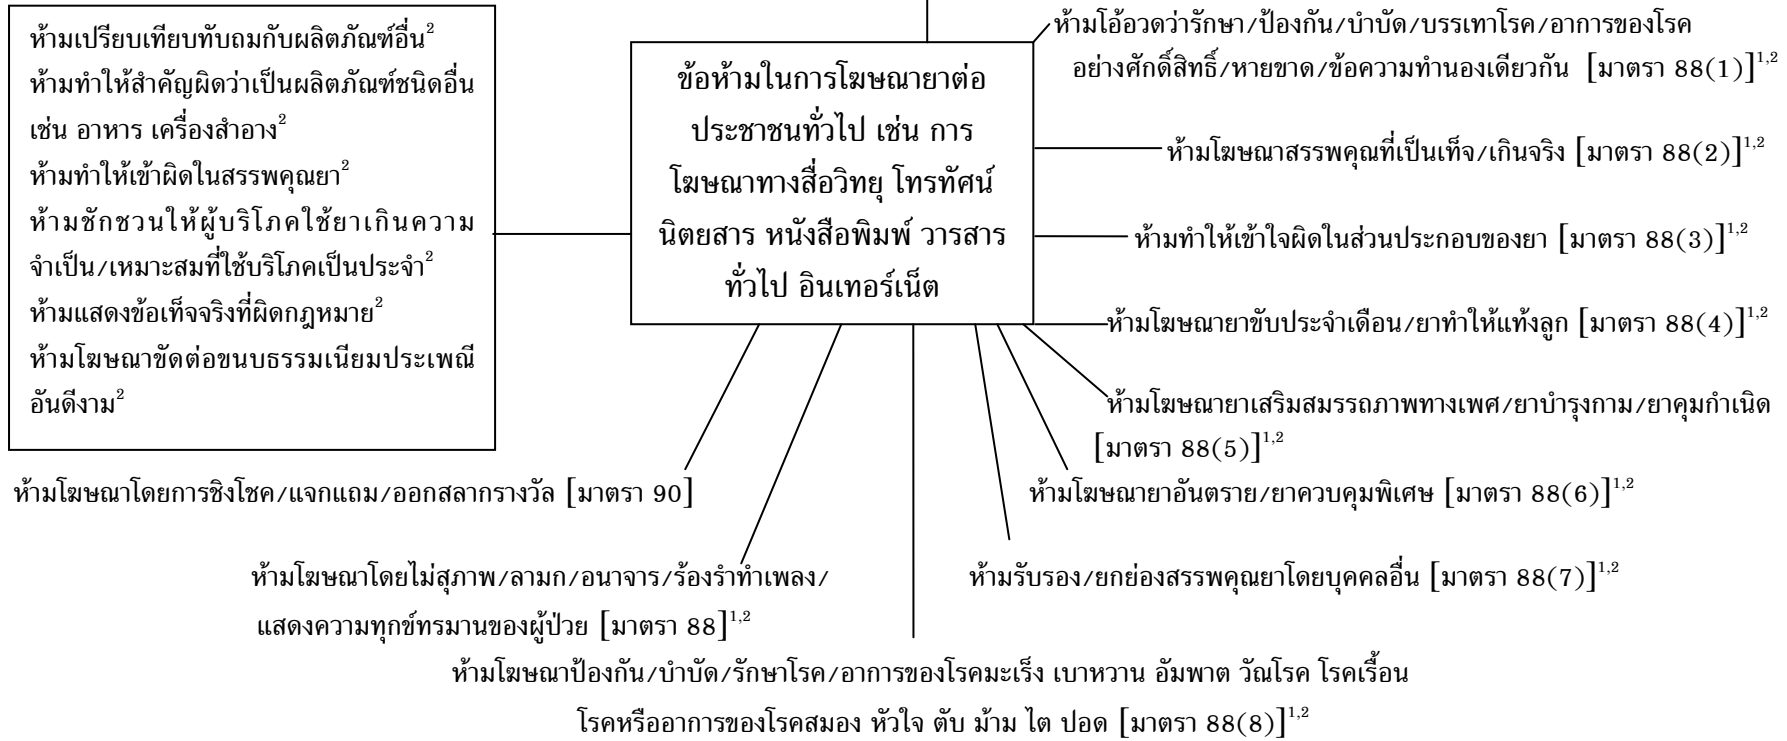 ห้ามเปรียบเทียบทับถมกับผลิตภัณฑ์อื่น²
ห้ามทำให้สำคัญผิดว่าเป็นผลิตภัณฑ์ชนิดอื่น
เช่น อาหาร เครื่องสำอาง²
ห้ามทำให้เข้าผิดในสรรพคุณยา²
ห้ามชักชวนให้ผู้บริโภคใช้ยาเกินความ
จำเป็น/เหมาะสมที่ใช้บริโภคเป็นประจำ²
ห้ามแสดงข้อเท็จจริงที่ผิดกฎหมาย²
ห้ามโฆษณาขัดต่อขนบธรรมเนียมประเพณี
อันดีงาม²
ข้อห้ามในการโฆษณายาต่อ
ประชาชนทั่วไป เช่น การ
โฆษณาทางสื่อวิทยุ โทรทัศน์
นิตยสาร หนังสือพิมพ์ วารสาร
ทั่วไป อินเทอร์เน็ต
ห้ามโอ้อวดว่ารักษา/ป้องกัน/บำบัด/บรรเทาโรค/อาการของโรค
อย่างศักดิ์สิทธิ์/หายขาด/ข้อความทำนองเดียวกัน [มาตรา 88(1)]¹,²
ห้ามโฆษณาสรรพคุณที่เป็นเท็จ/เกินจริง [มาตรา 88(2)]¹,²
ห้ามทำให้เข้าใจผิดในส่วนประกอบของยา [มาตรา 88(3)]¹,²
ห้ามโฆษณายาขับประจำเดือน/ยาทำให้แท้งลูก [มาตรา 88(4)]¹,²
ห้ามโฆษณายาเสริมสมรรถภาพทางเพศ/ยาบำรุงกาม/ยาคุมกำเนิด
[มาตรา 88(5)]¹,²
ห้ามโฆษณาโดยการชิงโชค/แจกแถม/ออกสลากรางวัล [มาตรา 90]
ห้ามโฆษณายาอันตราย/ยาควบคุมพิเศษ [มาตรา 88(6)]¹,²
ห้ามโฆษณาโดยไม่สุภาพ/ลามก/อนาจาร/ร้องรำทำเพลง/
แสดงความทุกข์ทรมานของผู้ป่วย [มาตรา 88]¹,²
ห้ามรับรอง/ยกย่องสรรพคุณยาโดยบุคคลอื่น [มาตรา 88(7)]¹,²
ห้ามโฆษณาป้องกัน/บำบัด/รักษาโรค/อาการของโรคมะเร็ง เบาหวาน อัมพาต วัณโรค โรคเรื้อน
โรคหรืออาการของโรคสมอง หัวใจ ตับ ม้าม ไต ปอด [มาตรา 88(8)]¹,²